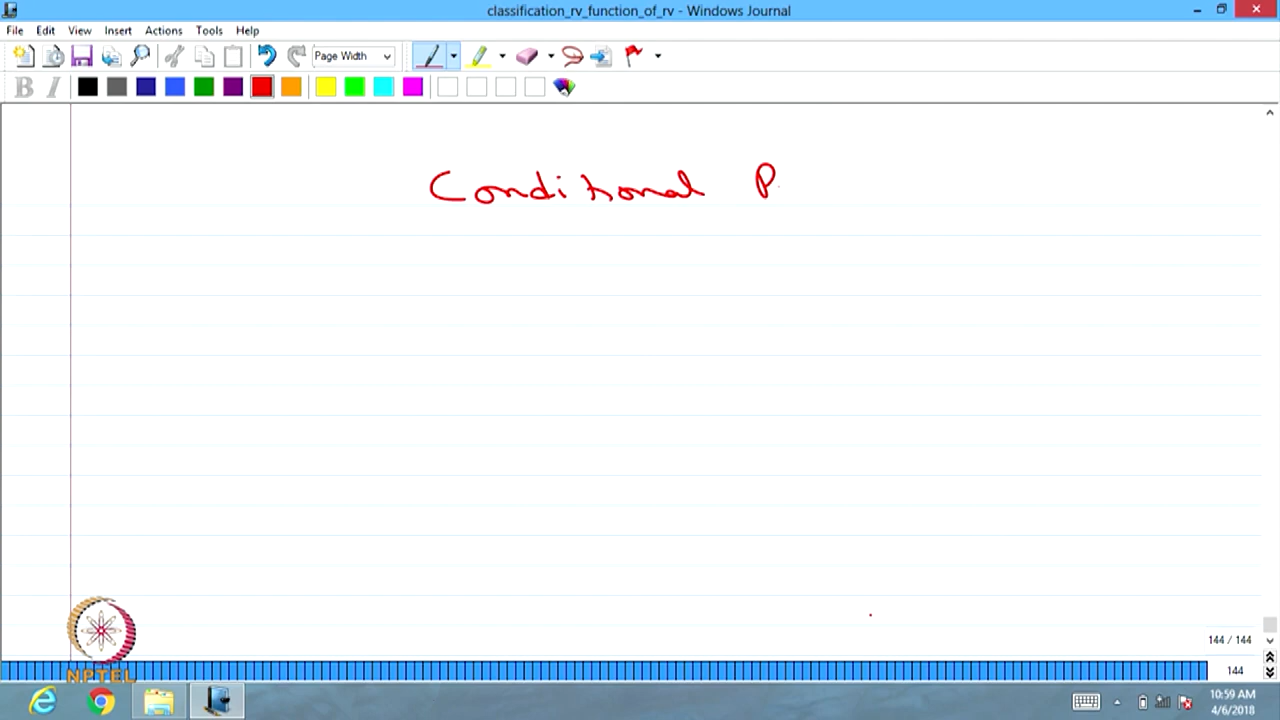 classification_rv_function_of_rv - Windows Journal
File Edit View Insert Actions Tools Help
Page Width
B I
Conditional P
144 / 144
144
NPTEL
10:59 AM
4/6/2018